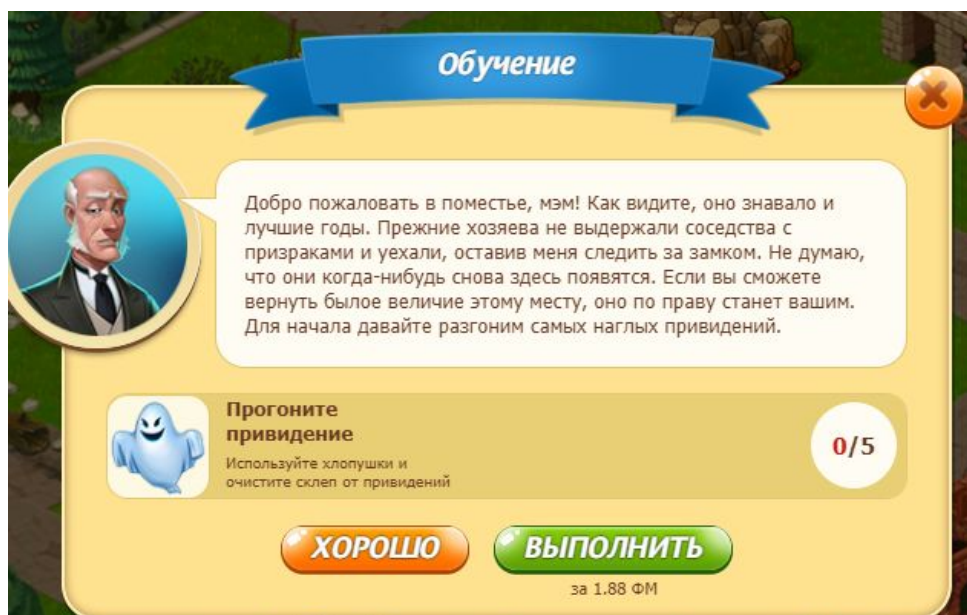 Обучение
Добро пожаловать в поместье, мэм! Как видите, оно знавало и
лучшие годы. Прежние хозяева не выдержали соседства с
призраками и уехали, оставив меня следить за замком. Не думаю,
что они когда-нибудь снова здесь появятся. Если вы сможете
вернуть былое величие этому месту, оно по праву станет вашим.
Для начала давайте разгоним самых наглых привидений.
Прогоните
привидение
Используйте хлопушки и
очистите склеп от привидений
0/5
ХОРОШО
ВЫПОЛНИТЬ
за 1.88 ФМ